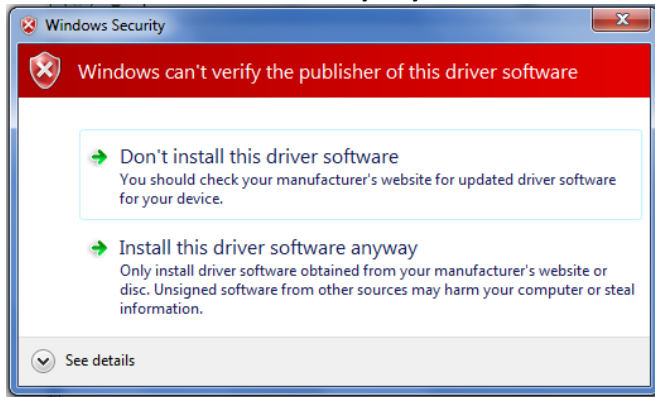 Windows Security
Windows can't verify the publisher of this driver software
Don't install this driver software
You should check your manufacturer's website for updated driver software
for your device.
Install this driver software anyway
Only install driver software obtained from your manufacturer's website or
disc. Unsigned software from other sources may harm your computer or steal
information.
See details